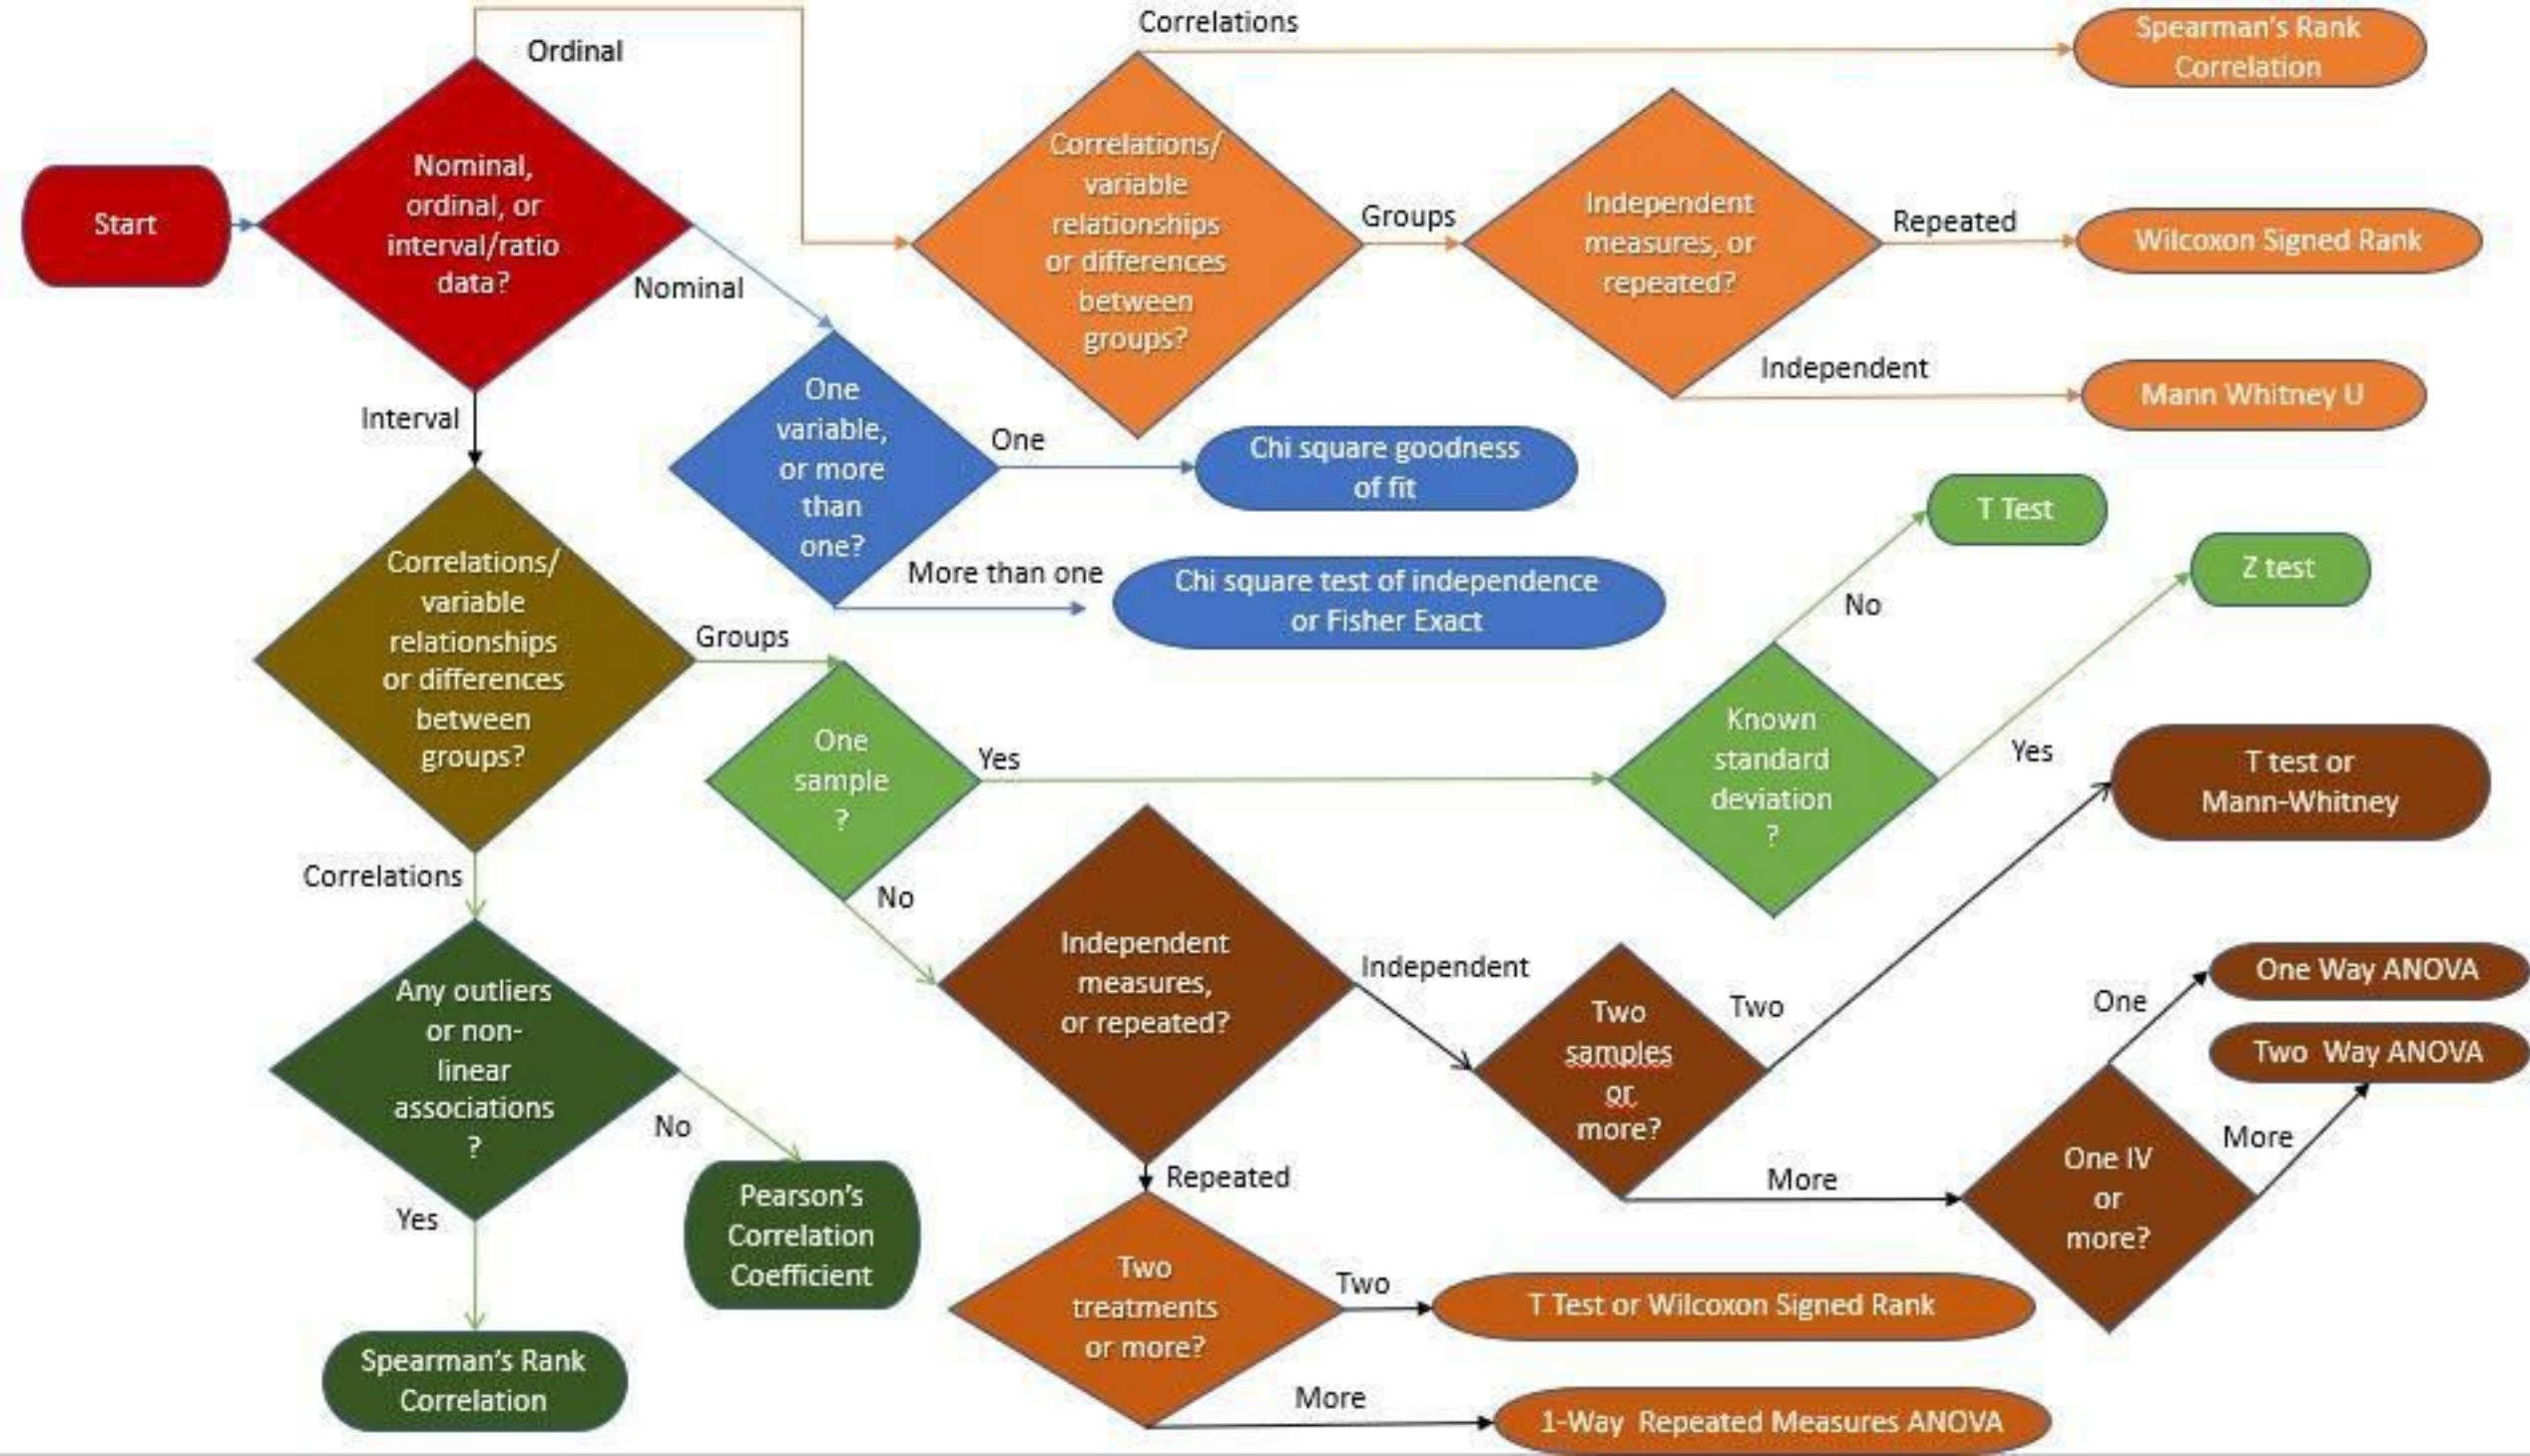 Correlations
Spearman's Rank
Correlation
Ordinal
Start
Nominal,
ordinal, or
interval/ratio
data?
Correlations/
variable
relationships
or differences
between
groups?
Groups
Independent
measures, or
repeated?
Repeated
Wilcoxon Signed Rank
Independent
Mann Whitney U
Nominal
One
variable,
or more
than
one?
One
Chi square goodness
of fit
More than one
Chi square test of independence
or Fisher Exact
Interval
Correlations/
variable
relationships
or differences
between
groups?
Groups
One
sample
?
Yes
Known
standard
deviation
?
No
T Test
Yes
Z test
No
Independent
measures,
or repeated?
Independent
Two
samples
or
more?
Two
T test or
Mann-Whitney
More
One IV
or
more?
One
One Way ANOVA
More
Two Way ANOVA
Repeated
Two
treatments
or more?
Two
T Test or Wilcoxon Signed Rank
More
1-Way Repeated Measures ANOVA
Correlations
Any outliers
or non-
linear
associations
?
No
Pearson's
Correlation
Coefficient
Yes
Spearman's Rank
Correlation